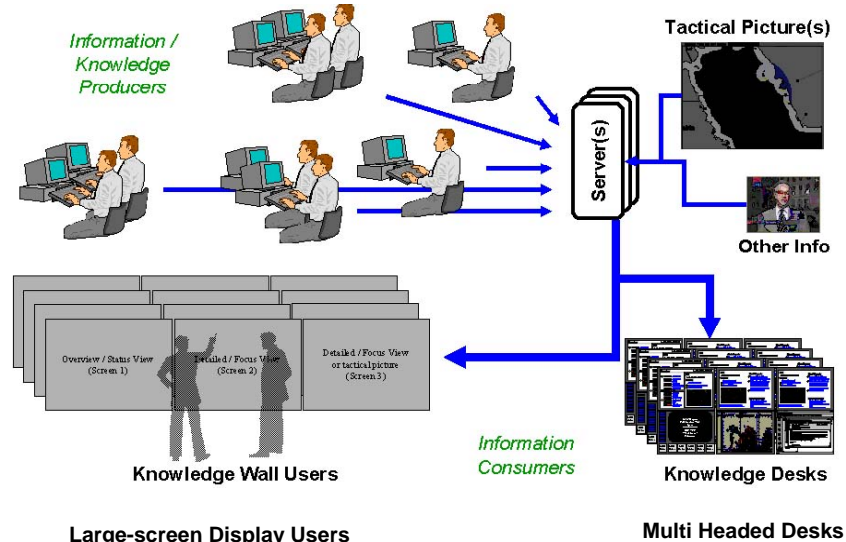 Information /
Knowledge
Producers
Tactical Picture(s)
Server(s)
Other Info
Overview / Status View
(Screen 1)
Detailed / Focus View
(Screen 2)
Detailed / Focus View
or tactical picture
(Screen 3)
Knowledge Wall Users
Information
Consumers
Knowledge Desks
Large-screen Display Users
Multi Headed Desks